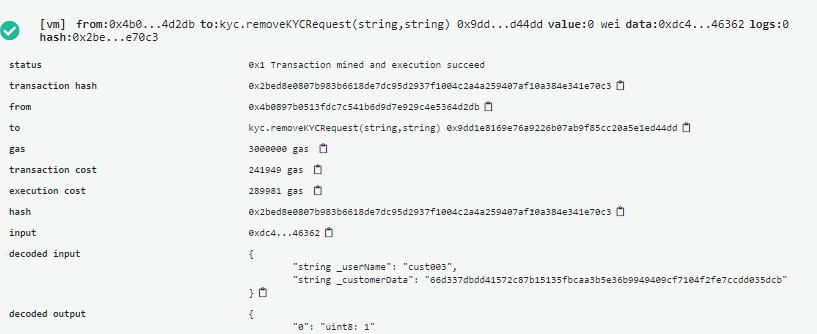 [vm] from:0x4b0...4d2db to:kyc.removeKYCRequest(string,string) 0x9dd...d44dd value:0 wei data:0xdc4...46362 logs:0
hash:0x2be...e70c3
status 0x1 Transaction mined and execution succeed
transaction hash 0x2bed8e0807b983b6618de7dc95d2937f1004c2a4a259407af10a384e341e70c3
from 0x4b0897b0513fdc7c541b6d9d7e929c4e5364d2db
to kyc.removeKYCRequest(string,string) 0x9dd1e8169e76a9226b07ab9f85cc20a5e1ed44dd
gas 3000000 gas
transaction cost 241949 gas
execution cost 289981 gas
hash 0x2bed8e0807b983b6618de7dc95d2937f1004c2a4a259407af10a384e341e70c3
input 0xdc4...46362
decoded input {
"string _userName": "cust003",
"string _customerData": "66d337dbdd41572c87b15135fbcaa3b5e36b9949409cf7104f2fe7ccdd035dcb"
}
decoded output {
"0": "uint8: 1"